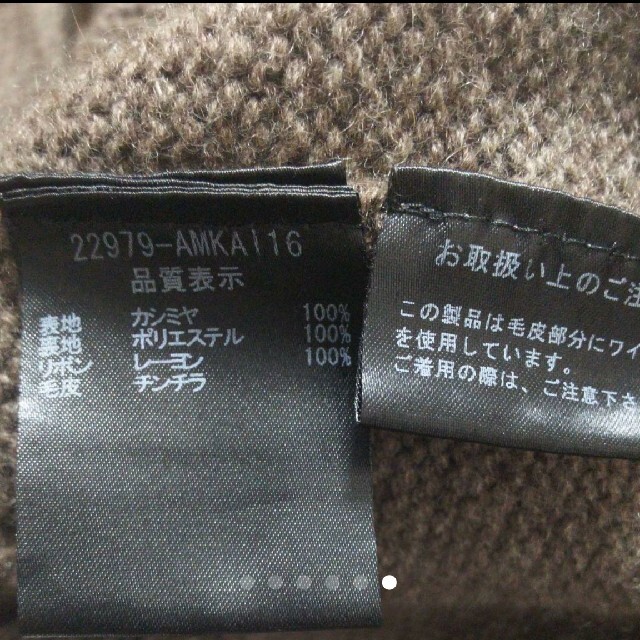 22979-AMKA116
品質表示
表地 カシミヤ 100%
裏地 ポリエステル 100%
リボン レーヨン 100%
毛皮 チンチラ
お取扱い上のご注
この製品は毛皮部分にワイ
を使用しています。
ご着用の際は、ご注意下さ